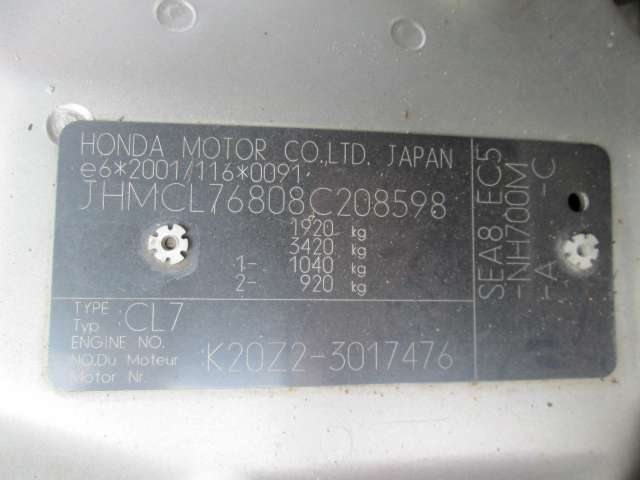 HONDA MOTOR CO.,LTD. JAPAN
e6*2001/116*0091*
JHMCL76808C208598
1920 kg
3420 kg
1- 1040 kg
2- 920 kg
TYPE
Typ CL7
ENGINE NO.
NO.Du Moteur K20Z2-3017476
Motor Nr.
SEA8 EC5
-NH700M
-A -C